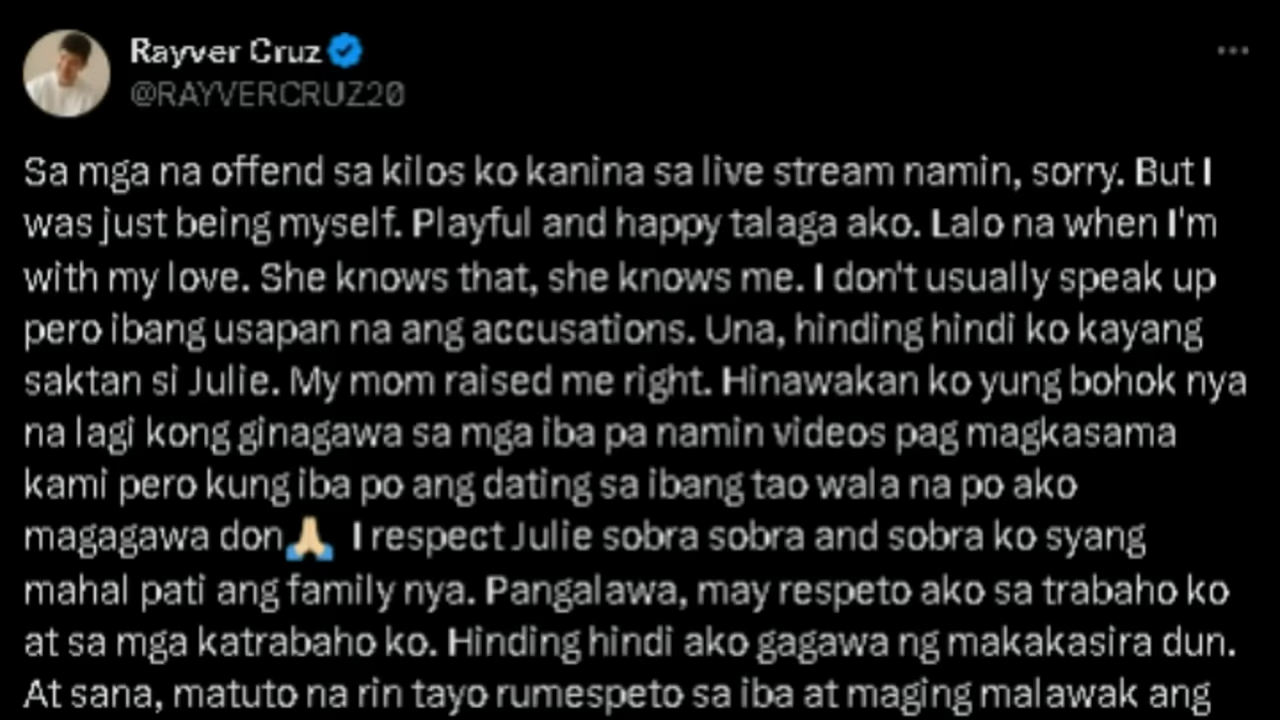 Rayver Cruz
@RAYVERCRUZ20
Sa mga na offend sa kilos ko kanina sa live stream namin, sorry. But I
was just being myself. Playful and happy talaga ako. Lalo na when I'm
with my love. She knows that, she knows me. I don't usually speak up
pero ibang usapan na ang accusations. Una, hinding hindi ko kayang
saktan si Julie. My mom raised me right. Hinawakan ko yung bohok nya
na lagi kong ginagawa sa mga iba pa namin videos pag magkasama
kami pero kung iba po ang dating sa ibang tao wala na po ako
magagawa don🙏🏼 I respect Julie sobra sobra and sobra ko syang
mahal pati ang family nya. Pangalawa, may respeto ako sa trabaho ko
at sa mga katrabaho ko. Hinding hindi ako gagawa ng makakasira dun.
At sana, matuto na rin tayo rumespeto sa iba at maging malawak ang